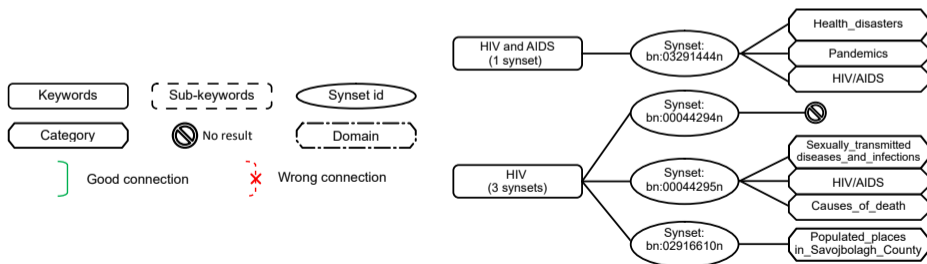 Keywords
Sub-keywords
Synset id
Category
No result
Domain
Good connection
Wrong connection
HIV and AIDS
(1 synset)
Synset:
bn:03291444n
Health_disasters
Pandemics
HIV/AIDS
HIV
(3 synsets)
Synset:
bn:00044294n
Synset:
bn:00044295n
Sexually_transmitted
diseases_and_infections
HIV/AIDS
Causes_of_death
Synset:
bn:02916610n
Populated_places
in_Savojbolagh_County